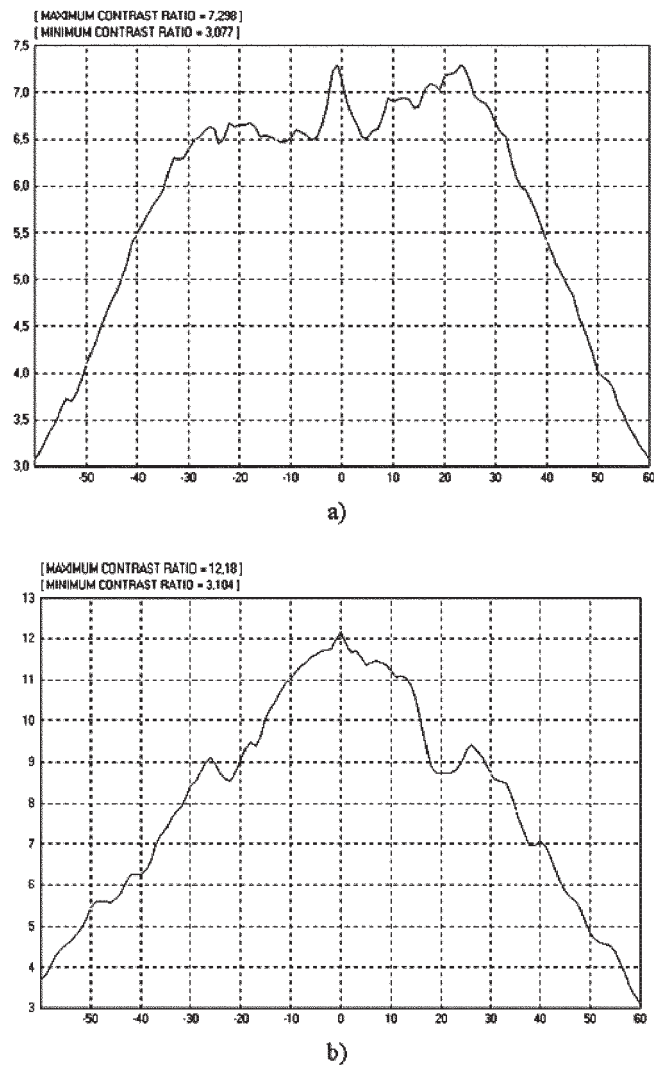 [ MAXIMUM CONTRAST RATIO = 7,298 ]
[ MINIMUM CONTRAST RATIO = 3,077 ]
7,5
7,0
6,5
6,0
5,5
5,0
4,5
4,0
3,5
3,0
-50 -40 -30 -20 -10 0 10 20 30 40 50 60
a)
[ MAXIMUM CONTRAST RATIO = 12,18 ]
[ MINIMUM CONTRAST RATIO = 3,104 ]
13
12
11
10
9
8
7
6
5
4
3
-50 -40 -30 -20 -10 0 10 20 30 40 50 60
b)